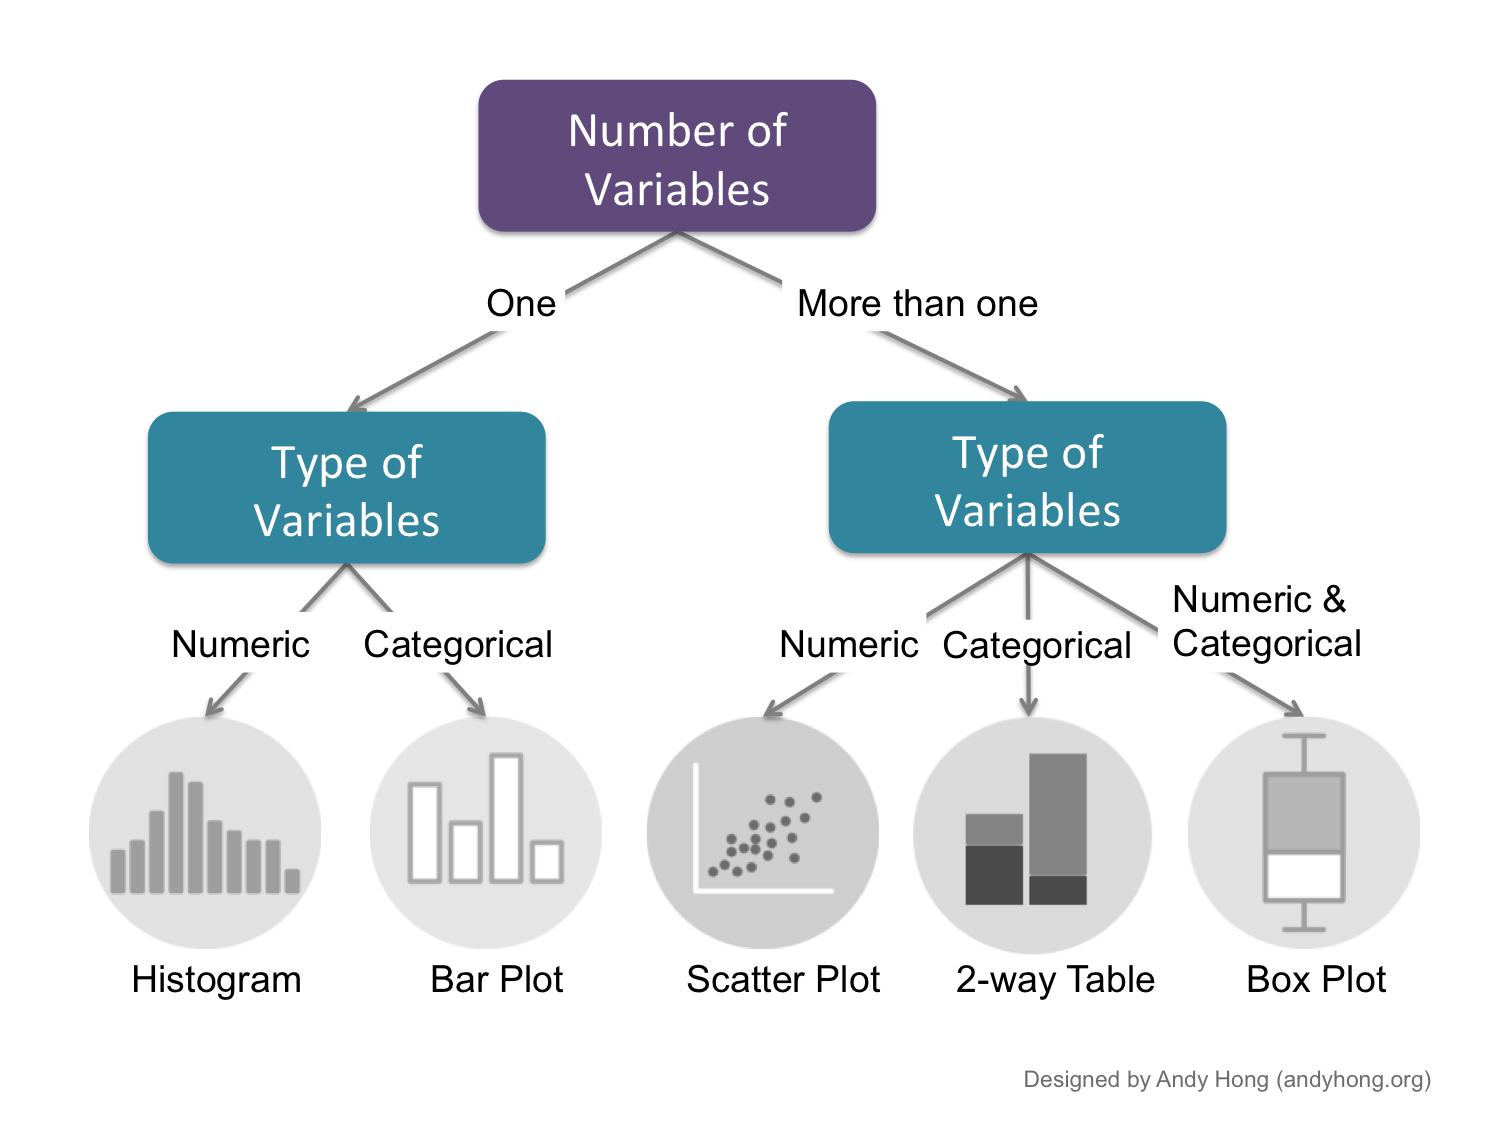 Number of
Variables
One
More than one
Type of
Variables
Type of
Variables
Numeric
Categorical
Numeric
Categorical
Numeric &
Categorical
Histogram
Bar Plot
Scatter Plot
2-way Table
Box Plot
Designed by Andy Hong (andyhong.org)